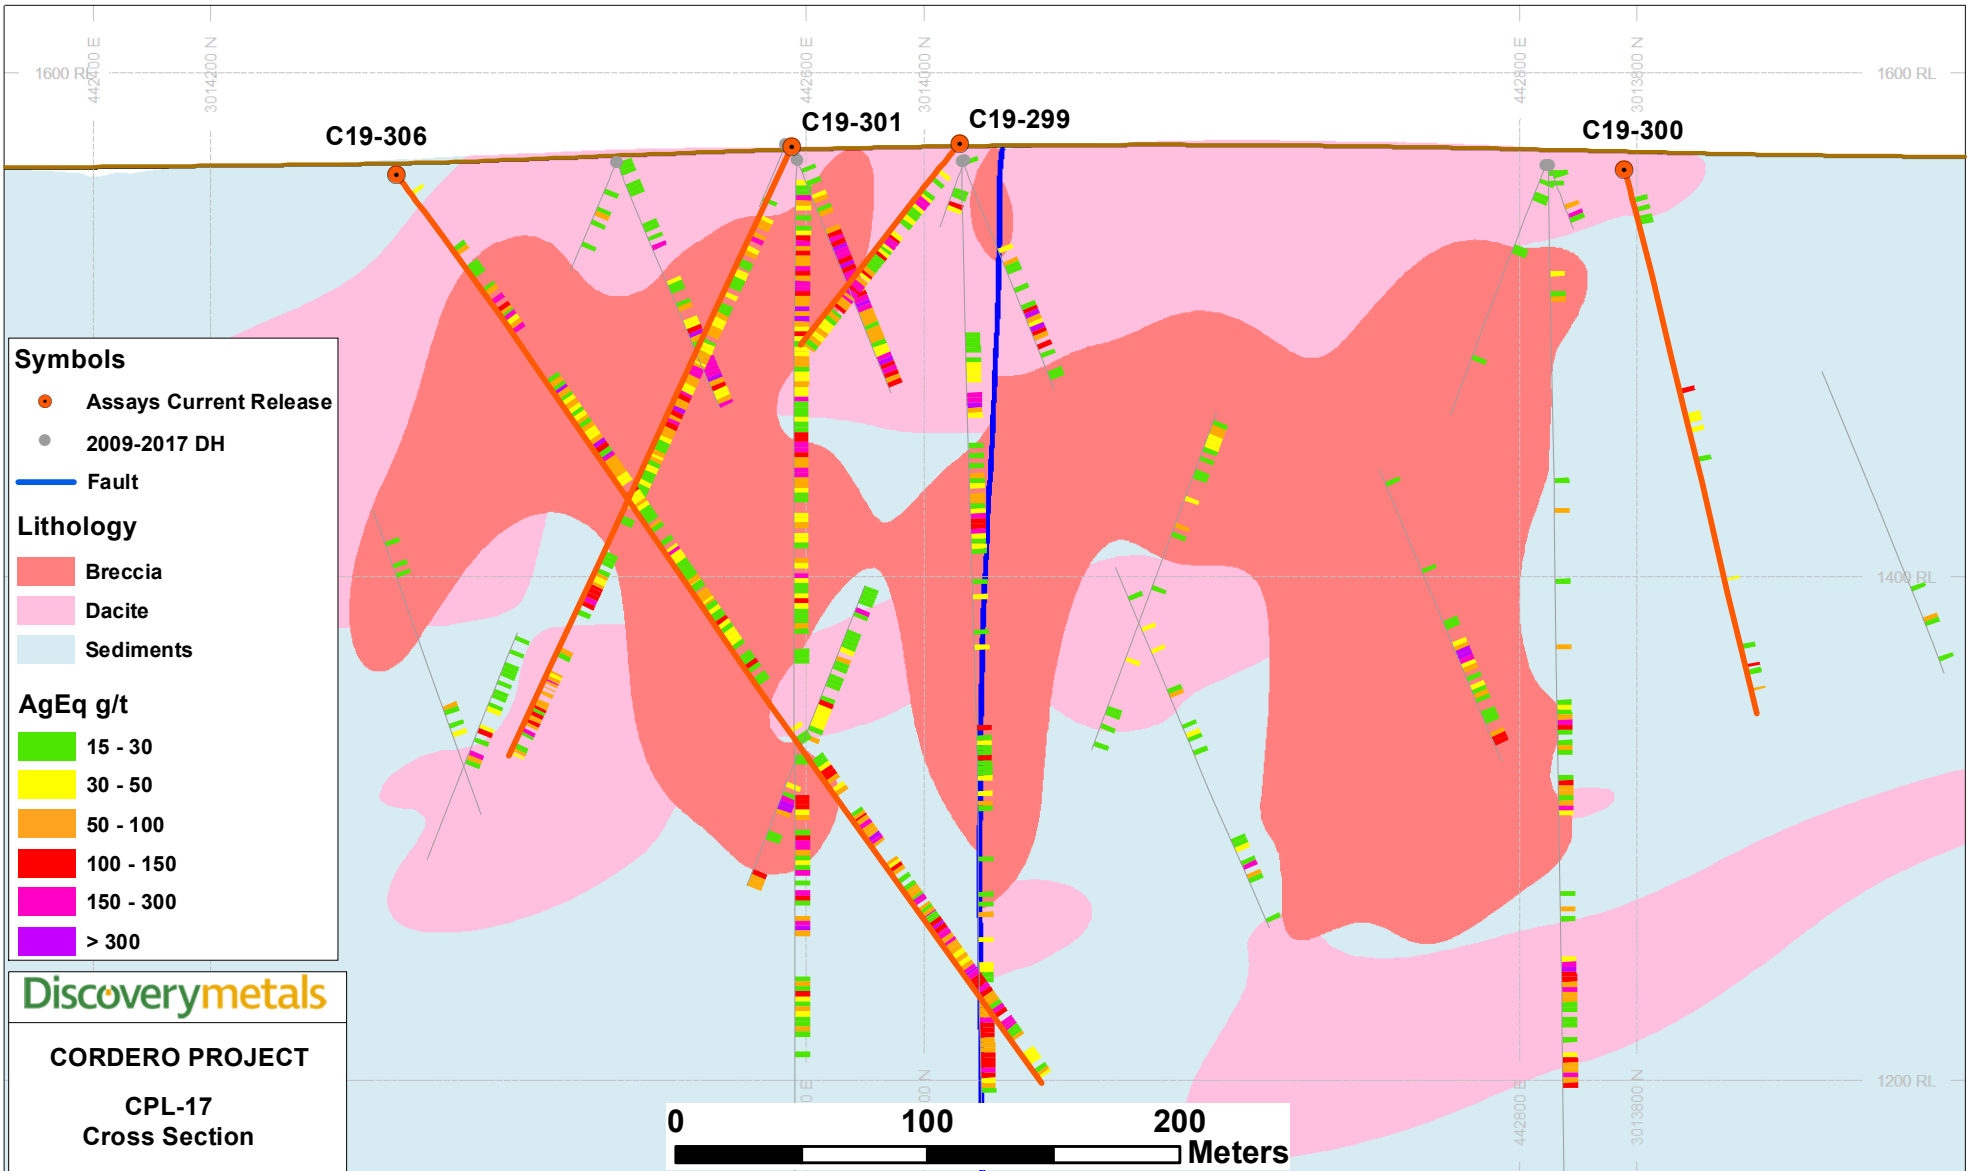 442400 E
3014200 N
442600 E
3014000 N
442800 E
3013800 N
1600 RL
1600 RL
C19-306
C19-301
C19-299
C19-300
Symbols
Assays Current Release
2009-2017 DH
Fault
Lithology
Breccia
Dacite
Sediments
AgEq g/t
15 - 30
30 - 50
50 - 100
100 - 150
150 - 300
> 300
1400 RL
1200 RL
Discoverymetals
CORDERO PROJECT
CPL-17
Cross Section
442800 E
3013800 N
0 100 200
Meters